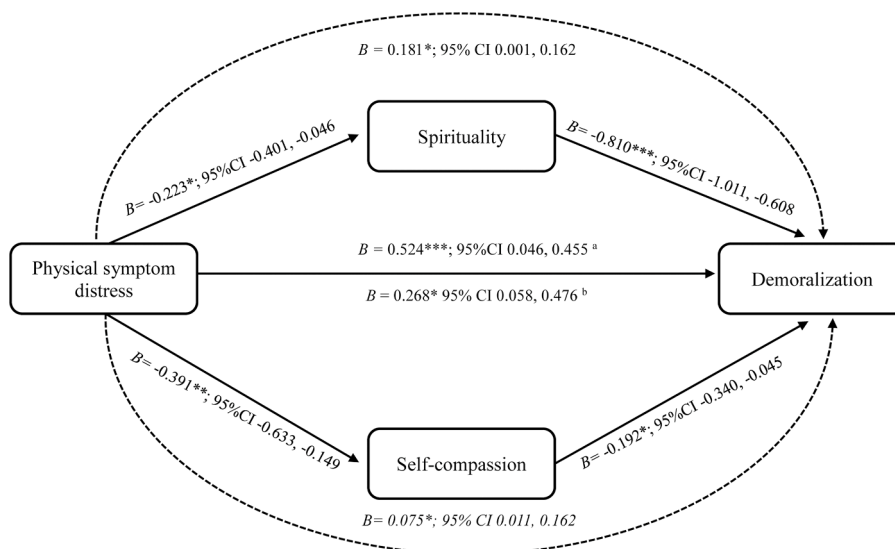 B = 0.181*; 95% CI 0.001, 0.162
Spirituality
B= -0.223*; 95%CI -0.401, -0.046
B= -0.810***; 95%CI -1.011, -0.608
B = 0.524***; 95%CI 0.046, 0.455 ᵃ
Physical symptom
distress
Demoralization
B = 0.268* 95% CI 0.058, 0.476 ᵇ
B= -0.391**; 95%CI -0.633, -0.149
B= -0.192*; 95%CI -0.340, -0.045
Self-compassion
B= 0.075*; 95% CI 0.011, 0.162